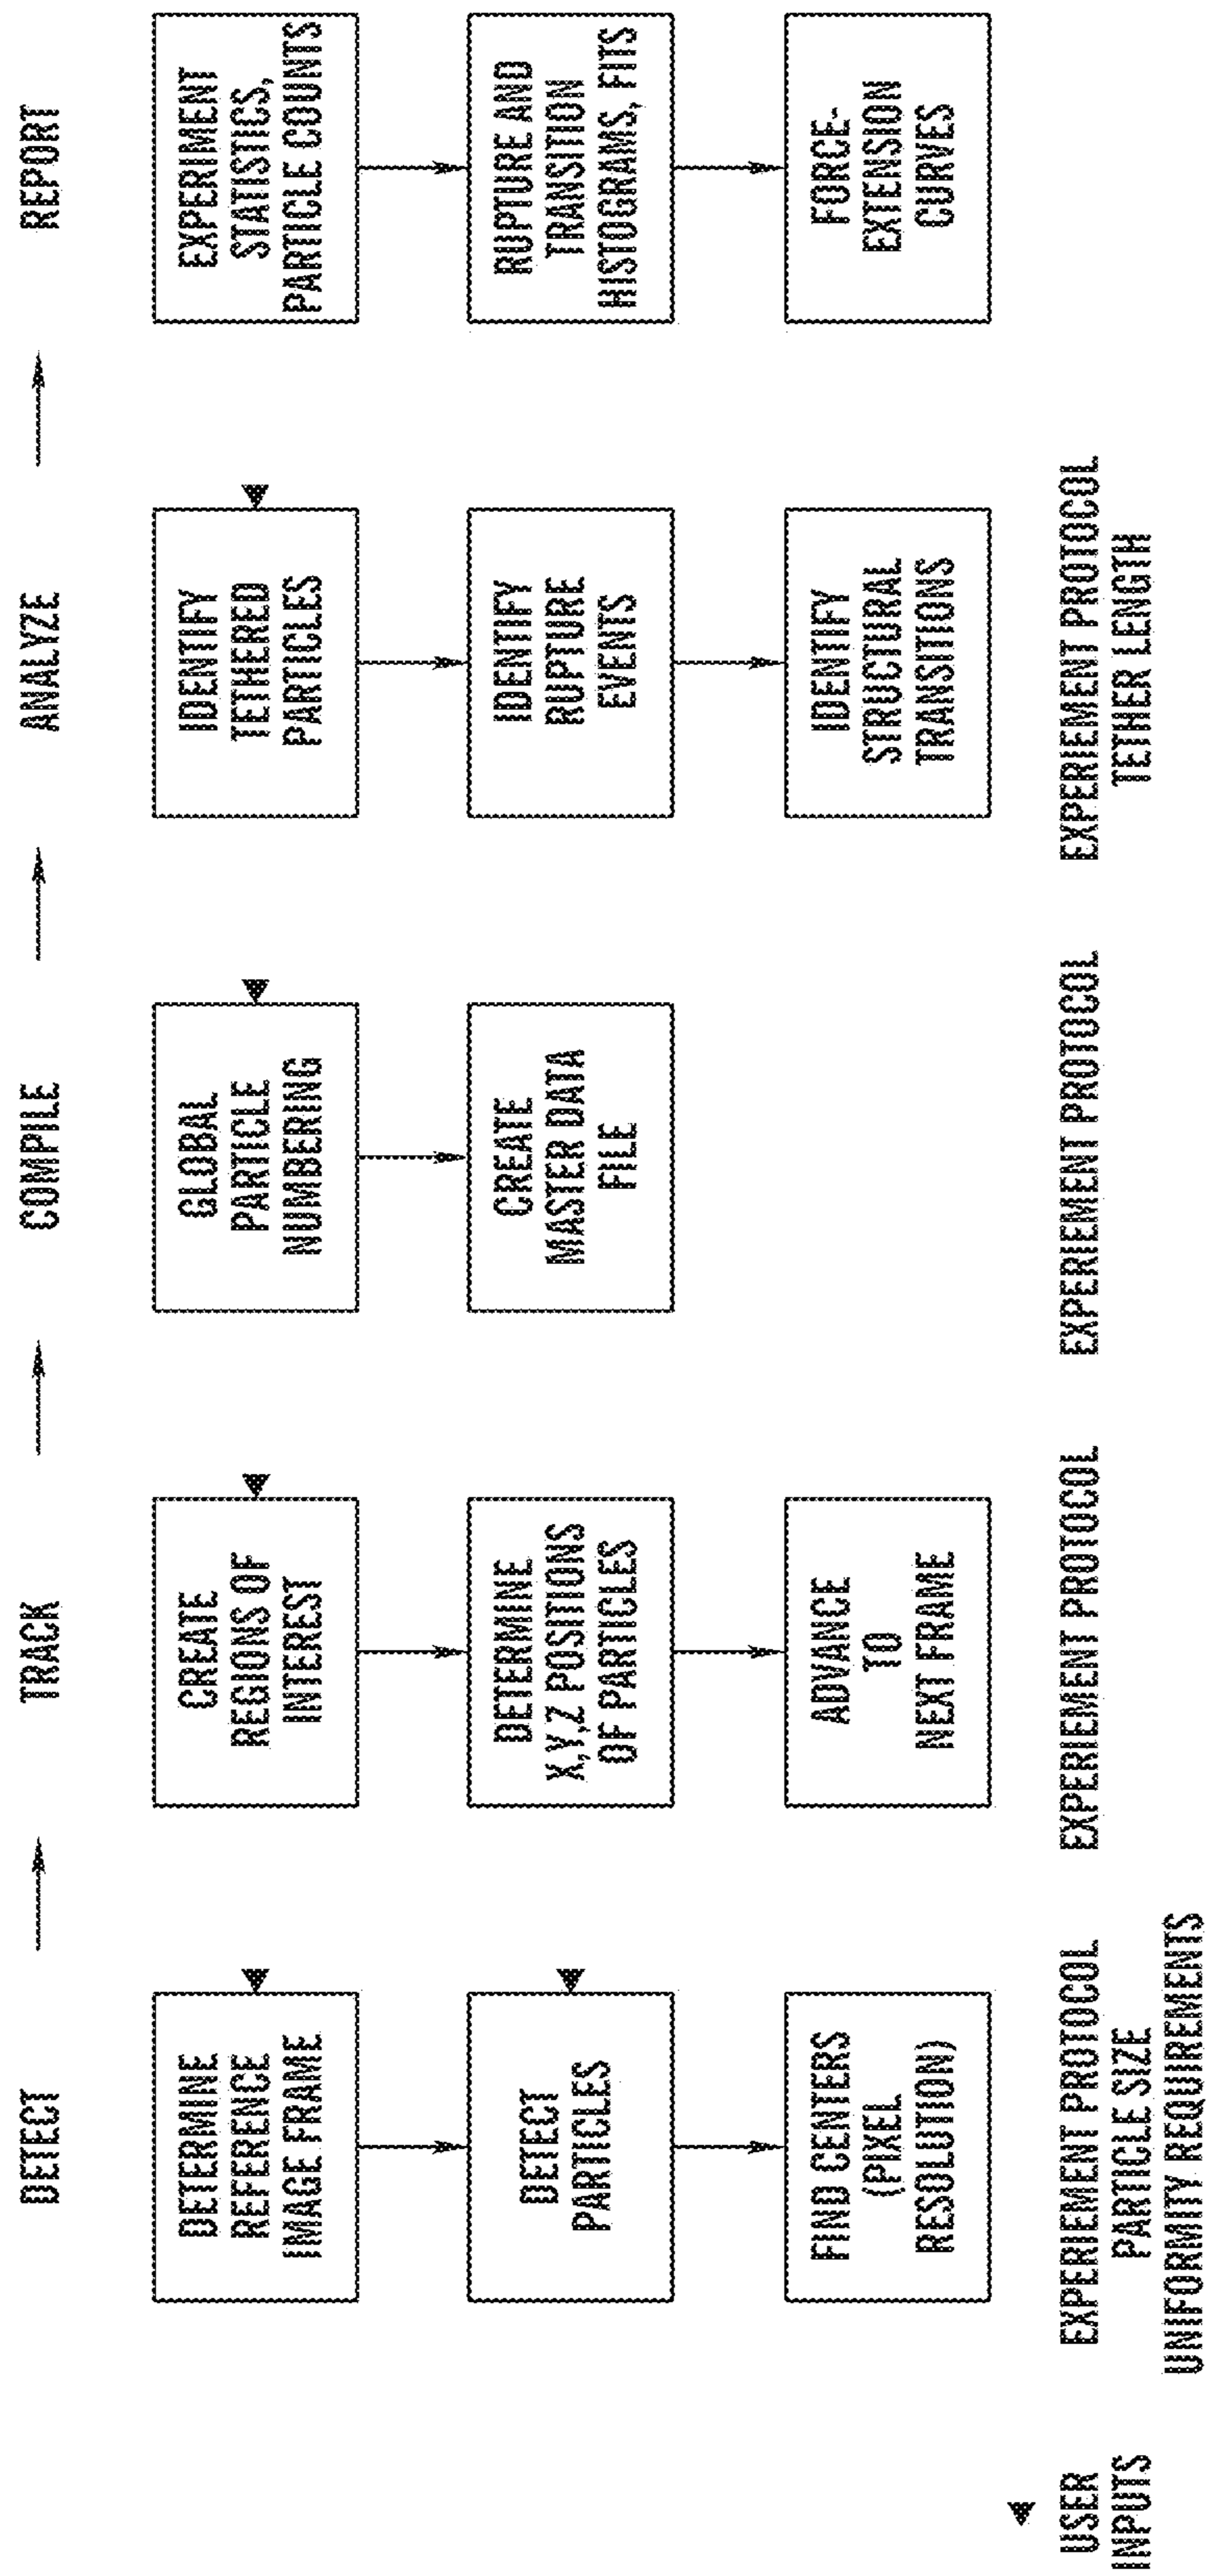 DETECT
TRACK
COMPILE
ANALYZE
REPORT
DETERMINE
REFERENCE
IMAGE FRAME
DETECT
PARTICLES
FIND CENTERS
(PIXEL
RESOLUTION)
CREATE
REGIONS OF
INTEREST
DETERMINE
X,Y,Z POSITIONS
OF PARTICLES
ADVANCE
TO
NEXT FRAME
GLOBAL
PARTICLE
NUMBERING
CREATE
MASTER DATA
FILE
IDENTIFY
TETHERED
PARTICLES
IDENTIFY
RUPTURE
EVENTS
IDENTIFY
STRUCTURAL
TRANSITIONS
EXPERIMENT
STATISTICS,
PARTICLE COUNTS
RUPTURE AND
TRANSITION
HISTOGRAMS, FITS
FORCE-
EXTENSION
CURVES
USER
INPUTS
EXPERIEMENT PROTOCOL
PARTICLE SIZE
UNIFORMITY REQUIREMENTS
EXPERIEMENT PROTOCOL
EXPERIEMENT PROTOCOL
EXPERIEMENT PROTOCOL
TETHER LENGTH